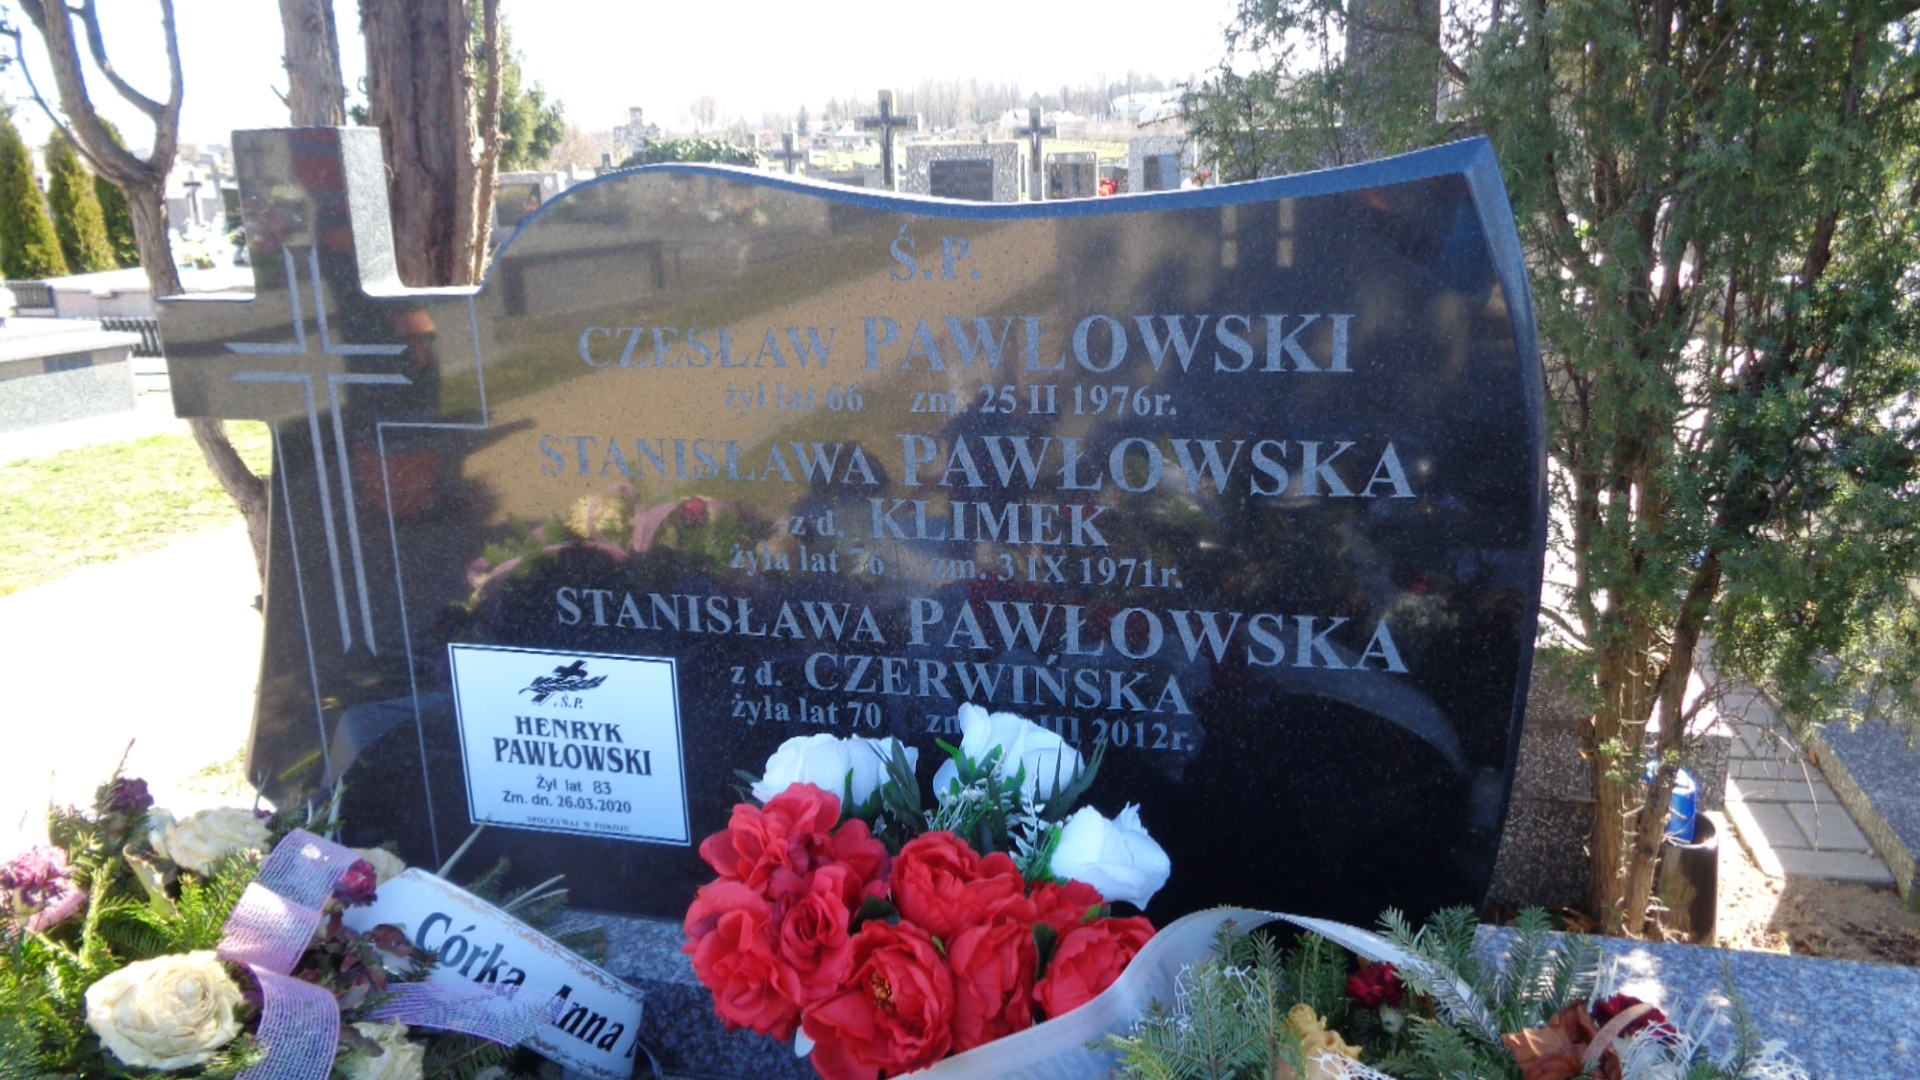 Ś.P.
CZESŁAW PAWŁOWSKI
żył lat 66 zm. 25 II 1976r.
STANISŁAWA PAWŁOWSKA
z d. KLIMEK
żyła lat 76 zm. 3 IX 1971r.
STANISŁAWA PAWŁOWSKA
z d. CZERWIŃSKA
żyła lat 70 2012r.
Ś.P.
HENRYK
PAWŁOWSKI
Żył lat 83
Zm. dn. 26.03.2020
SPOCZYWAJ W POKOJU
Córka Anna